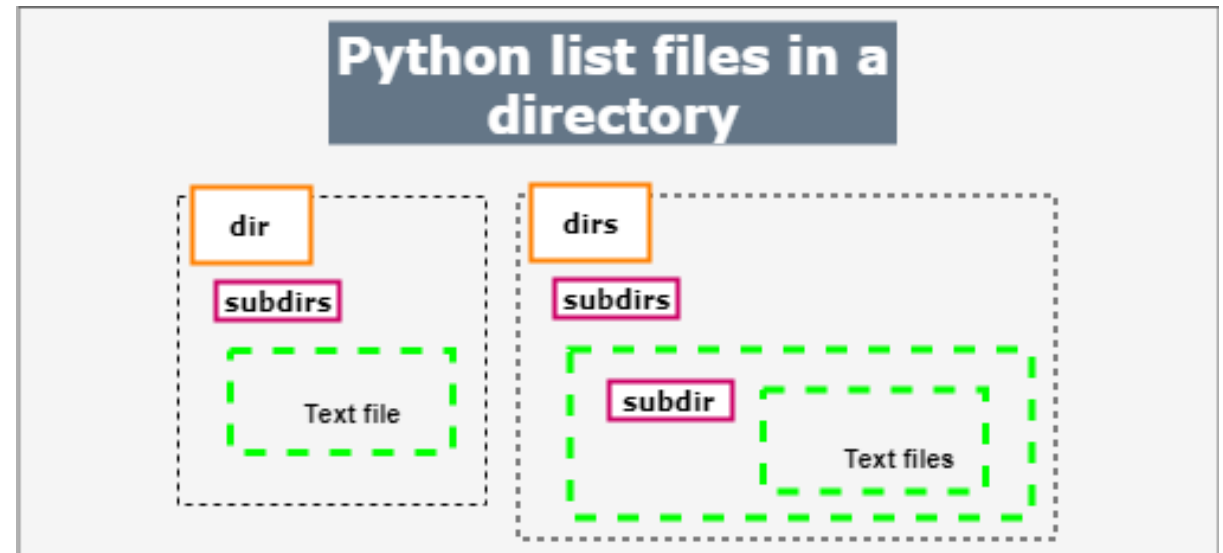 Python list files in a
directory
dir
subdirs
Text file
dirs
subdirs
subdir
Text files